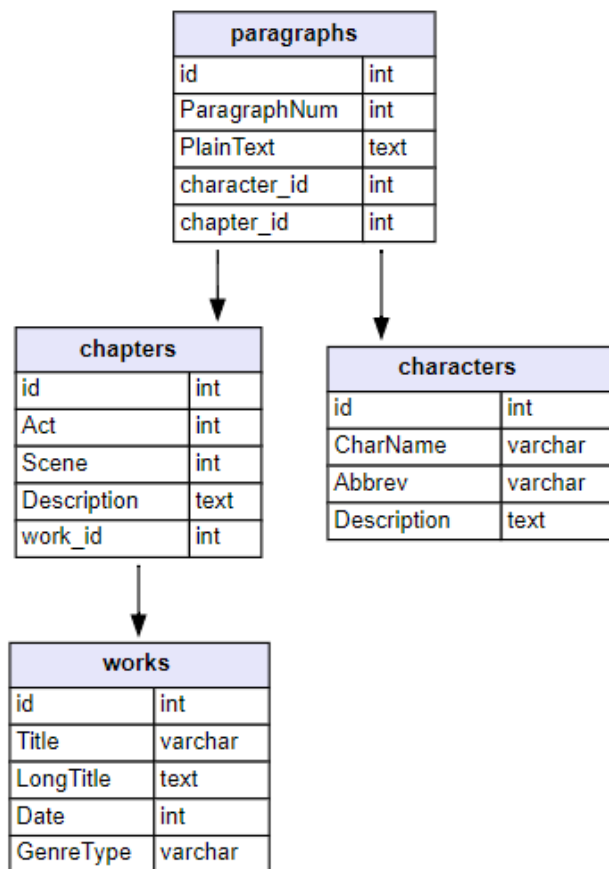 paragraphs
id int
ParagraphNum int
PlainText text
character_id int
chapter_id int
chapters
id int
Act int
Scene int
Description text
work_id int
characters
id int
CharName varchar
Abbrev varchar
Description text
works
id int
Title varchar
LongTitle text
Date int
GenreType varchar